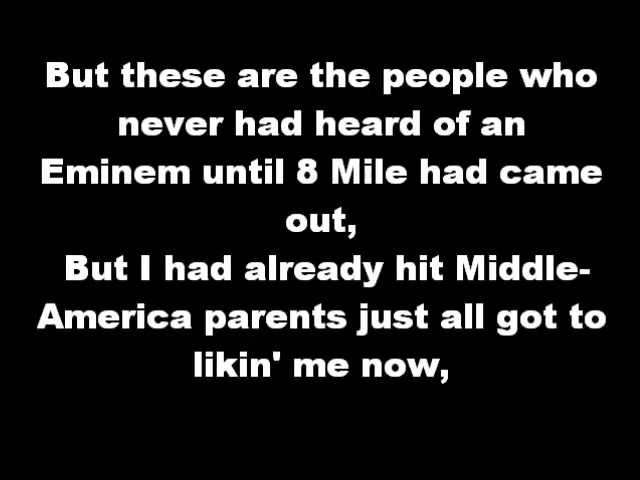 But these are the people who
never had heard of an
Eminem until 8 Mile had came
out,
But I had already hit Middle-
America parents just all got to
likin' me now,